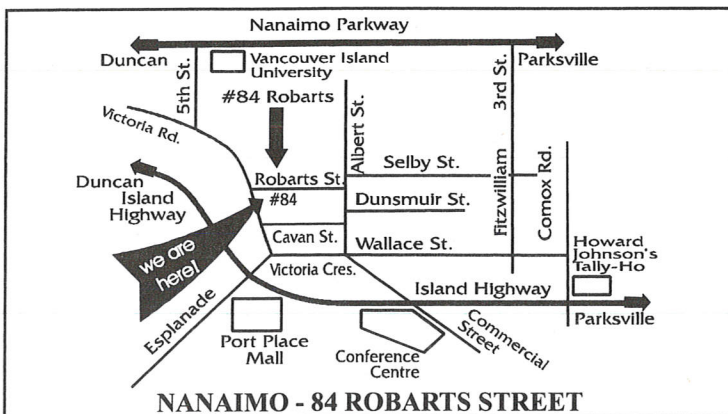 Nanaimo Parkway
Duncan
Parksville
5th St.
Vancouver Island
University
3rd St.
#84 Robarts
Albert St.
Victoria Rd.
Selby St.
Robarts St.
#84
Dunsmuir St.
Fitzwilliam
Comox Rd.
Duncan
Island
Highway
we are
here!
Cavan St.
Wallace St.
Howard
Johnson's
Tally-Ho
Victoria Cres.
Island Highway
Parksville
Esplanade
Port Place
Mall
Conference
Centre
Commercial
Street
NANAIMO - 84 ROBARTS STREET